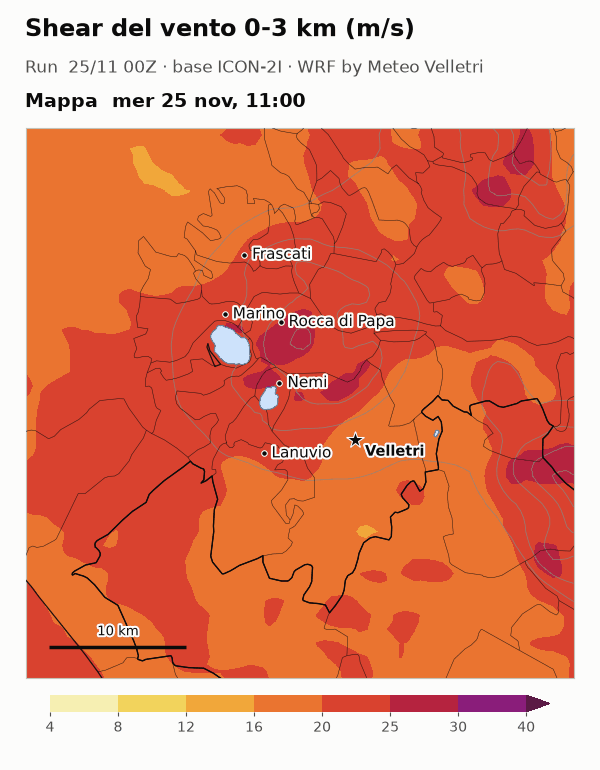 Shear del vento 0-3 km (m/s)
Run  25/11 00Z · base ICON-2I · WRF by Meteo Velletri
Mappa  mer 25 nov, 11:00
Frascati
Marino
Rocca di Papa
Nemi
Velletri
Lanuvio
10 km
4 8 12 16 20 25 30 40